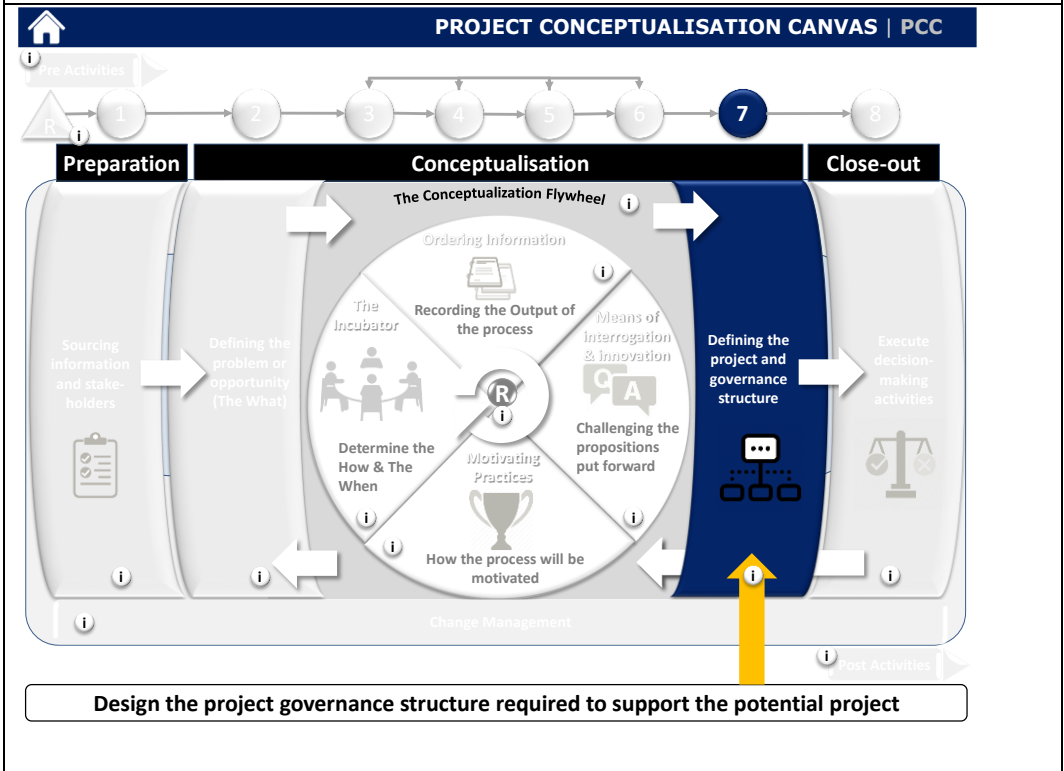 PROJECT CONCEPTUALISATION CANVAS | PCC
i
Pre Activities
R
i
1
2
3
4
5
6
7
8
Preparation
Conceptualisation
Close-out
The Conceptualization Flywheel
i
Ordering Information
i
Recording the Output of
the process
The
Incubator
Determine the
How & The
When
i
Means of
interrogation
& innovation
Q
A
Challenging the
propositions
put forward
i
R
i
Motivating
Practices
i
How the process will be
motivated
Sourcing
information
and stake-
holders
i
Defining the
problem or
opportunity
(The What)
i
Defining the
project and
governance
structure
i
Execute
decision-
making
activities
i
i
Change Management
i
Post Activities
Design the project governance structure required to support the potential project